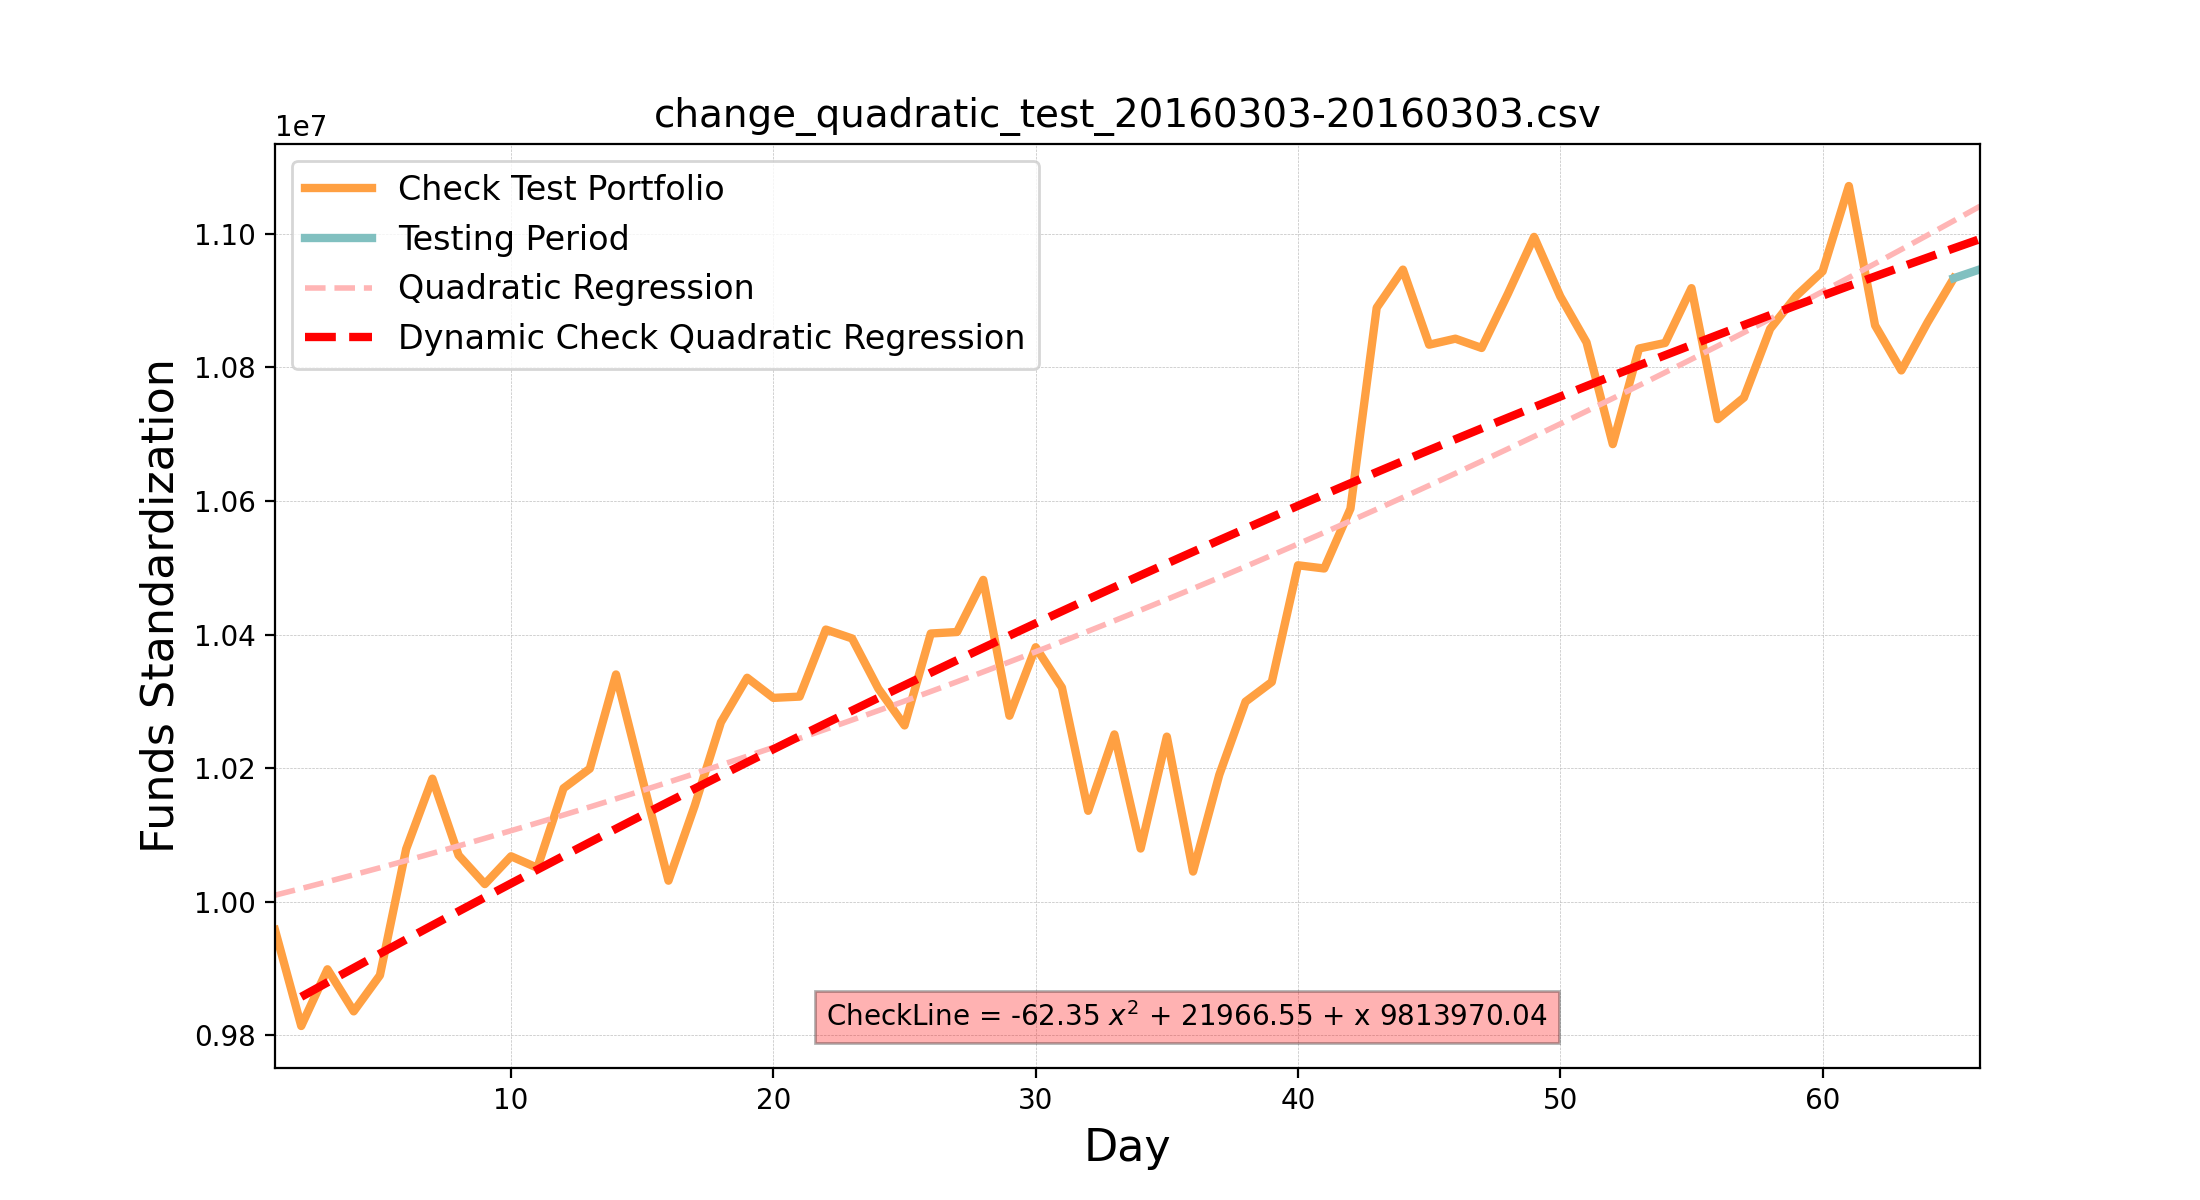 change_quadratic_test_20160303-20160303.csv
1e7
Check Test Portfolio
Testing Period
Quadratic Regression
Dynamic Check Quadratic Regression
1.10
1.08
1.06
1.04
1.02
1.00
0.98
Funds Standardization
CheckLine = -62.35 x² + 21966.55 + x 9813970.04
10 20 30 40 50 60
Day